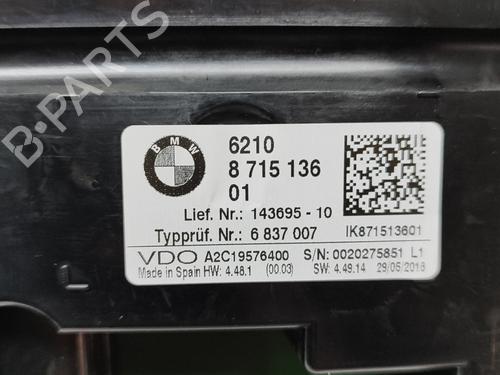 B-PARTS
BMW
6210
8 715 136
01
Lief. Nr.: 143695 - 10
Typprüf. Nr.: 6 837 007
IK871513601
VDO A2C19576400 S/N: 0020275851 L1
Made in Spain HW: 4.48.1 (00.03) SW: 4.49.14 29/05/2018